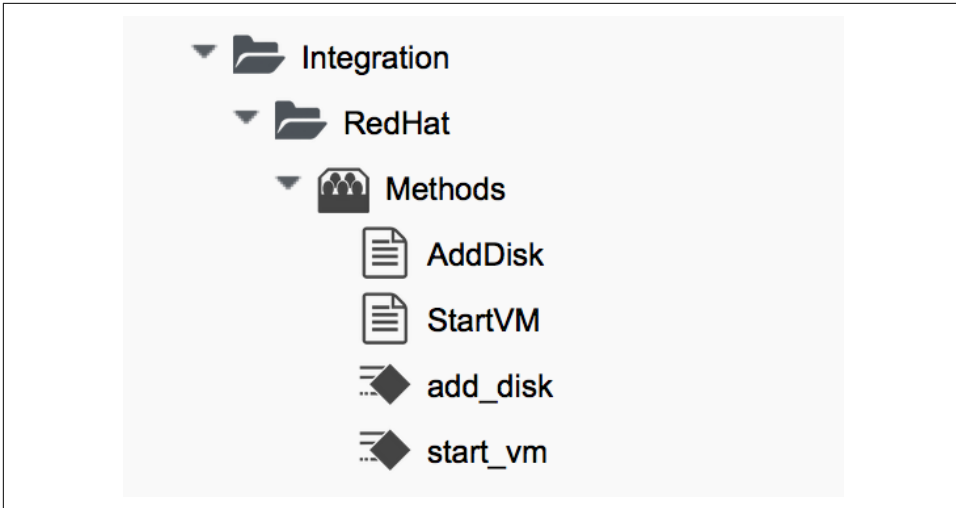 Integration
RedHat
Methods
AddDisk
StartVM
add_disk
start_vm